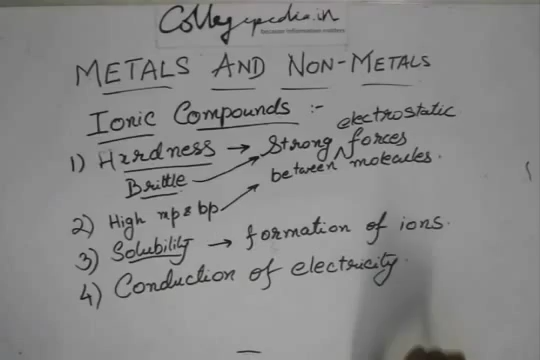 Collegepedia.in
because information matters
METALS AND NON-METALS
Ionic Compounds :-
1) Hardness → Strong electrostatic forces
Brittle between molecules.
2) High mp & bp
3) Solubility → formation of ions.
4) Conduction of electricity.